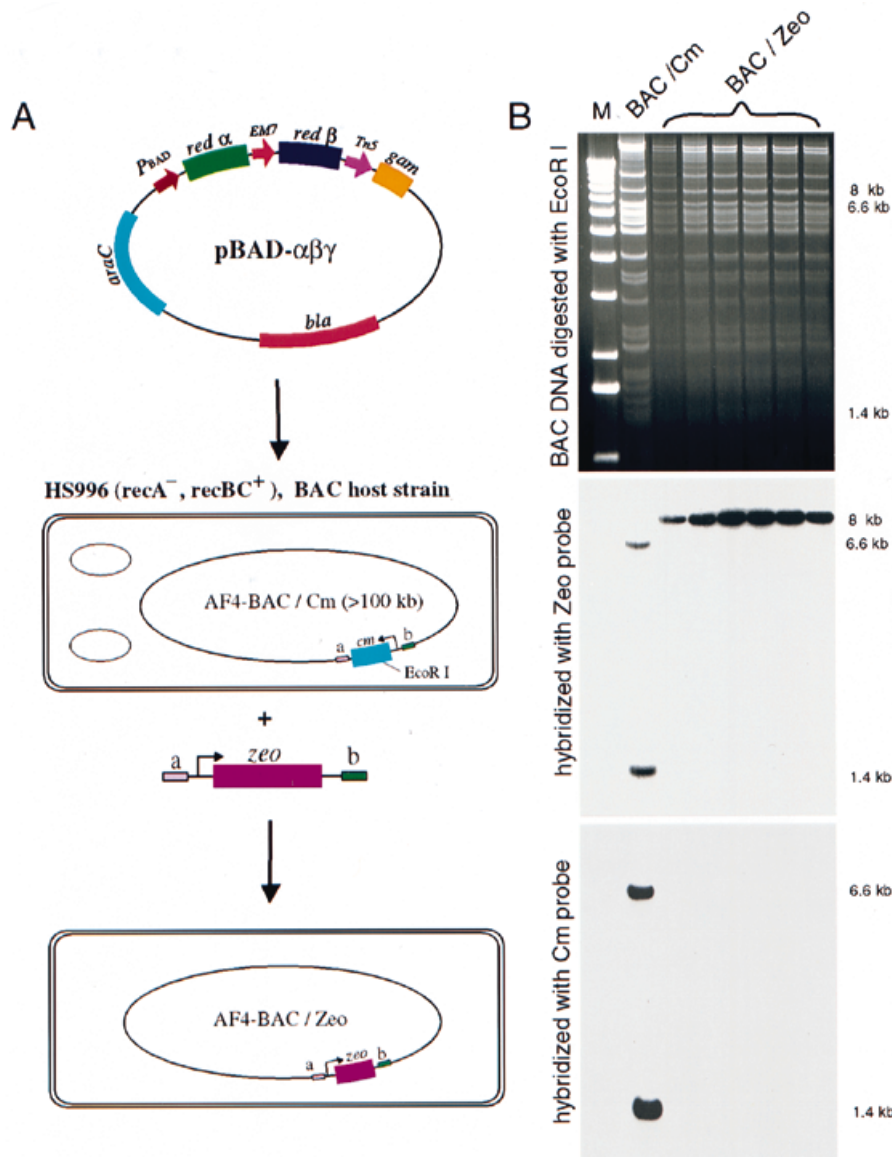 A
P BAD
red α
EM7
red β
Tn5
gam
araC
pBAD-αβγ
bla
HS996 (recA⁻, recBC⁺), BAC host strain
AF4-BAC / Cm (>100 kb)
a
cm
b
EcoR I
+
a
zeo
b
AF4-BAC / Zeo
a
zeo
b
B
M
BAC /Cm
BAC / Zeo
BAC DNA digested with EcoR I
8 kb
6.6 kb
1.4 kb
hybridized with Zeo probe
8 kb
6.6 kb
1.4 kb
hybridized with Cm probe
6.6 kb
1.4 kb